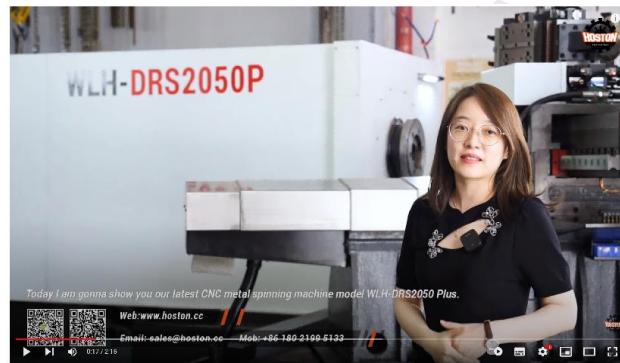 WLH-DRS2050P
HOSTON
Today I am gonna show you our latest CNC metal spinning machine model WLH-DRS2050 Plus.
Web:www.hoston.cc
Email: sales@hoston.cc Mob: +86 180 2199 5133
0:17 / 2:16